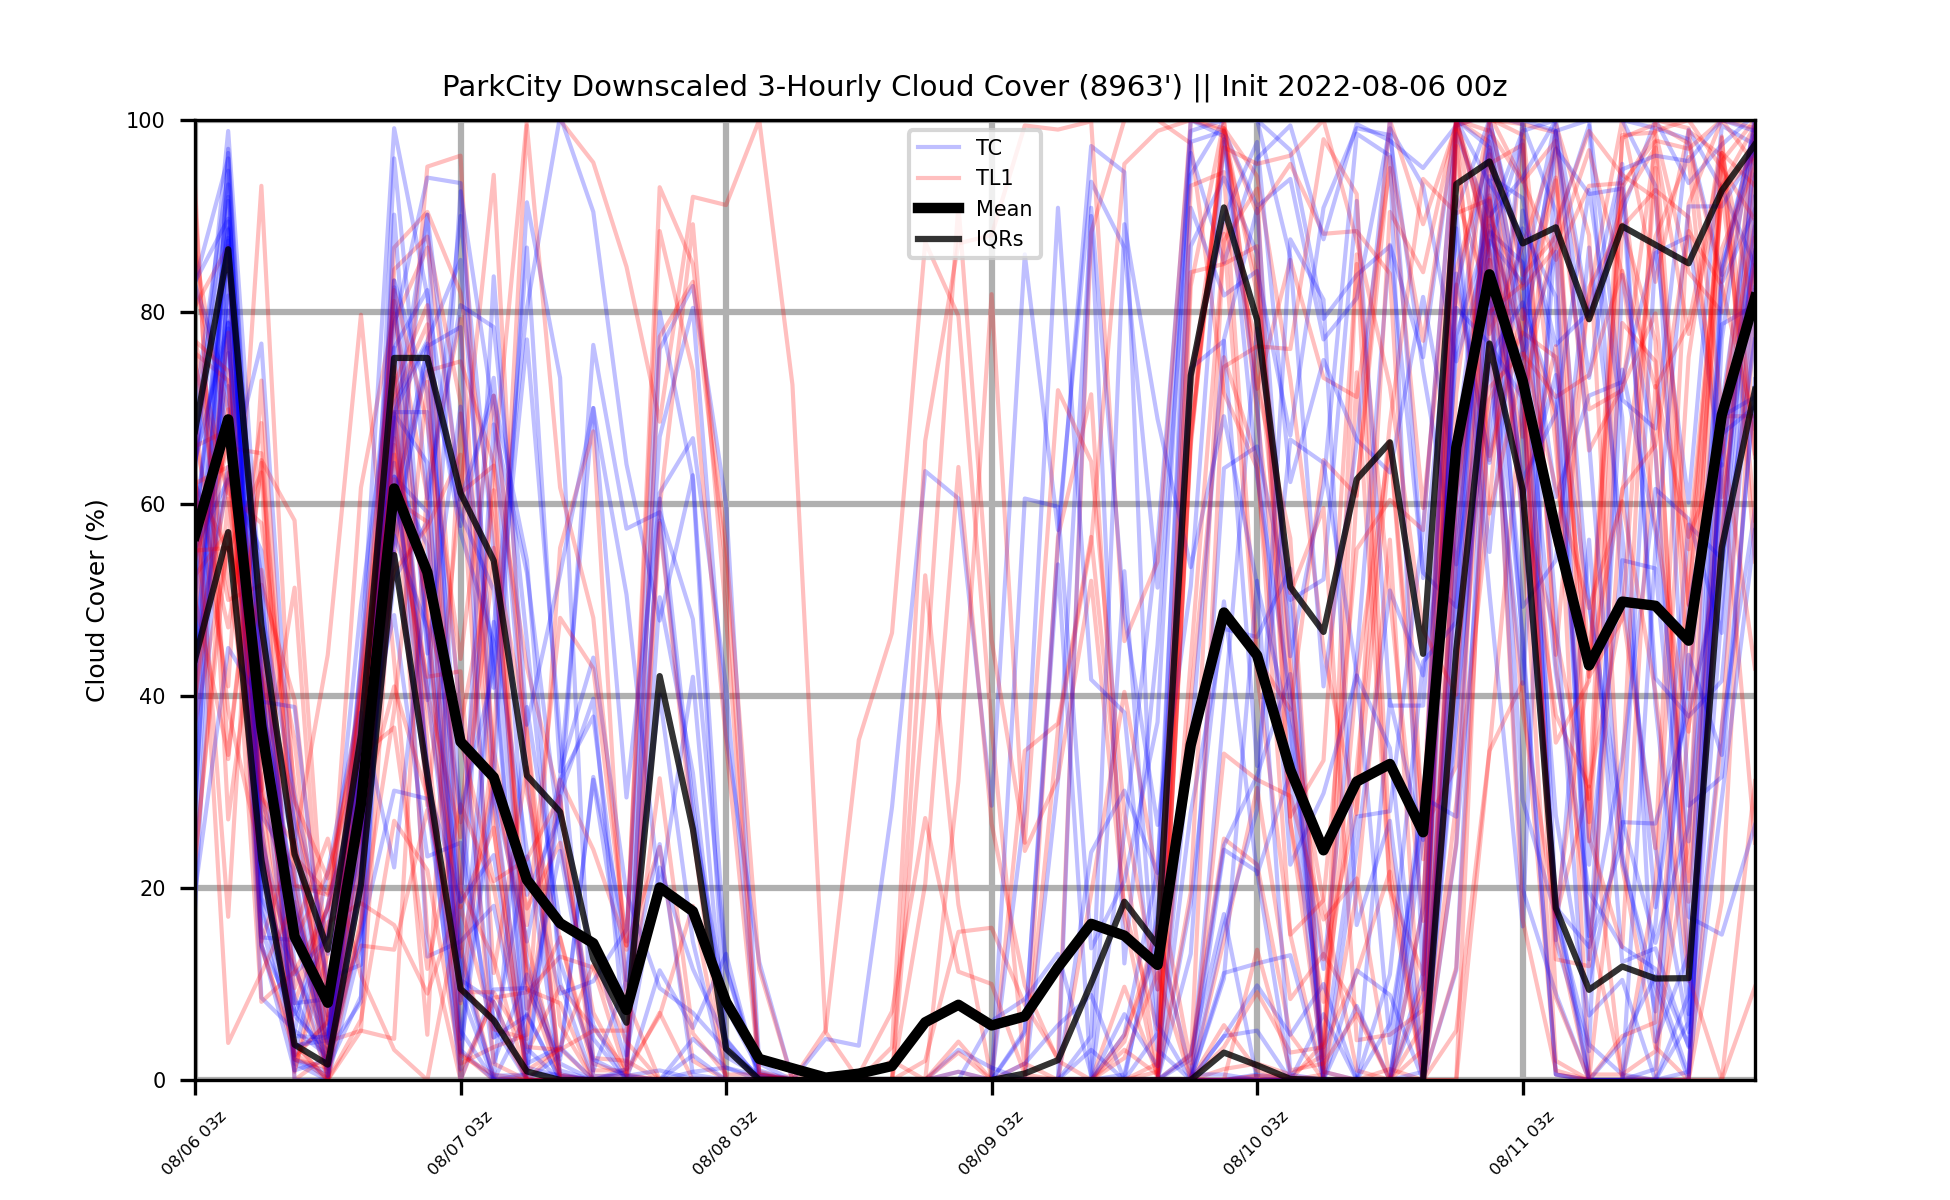 ParkCity Downscaled 3-Hourly Cloud Cover (8963') || Init 2022-08-06 00z
TC
TL1
Mean
IQRs
Cloud Cover (%)
100
80
60
40
20
0
08/06 03z
08/07 03z
08/08 03z
08/09 03z
08/10 03z
08/11 03z